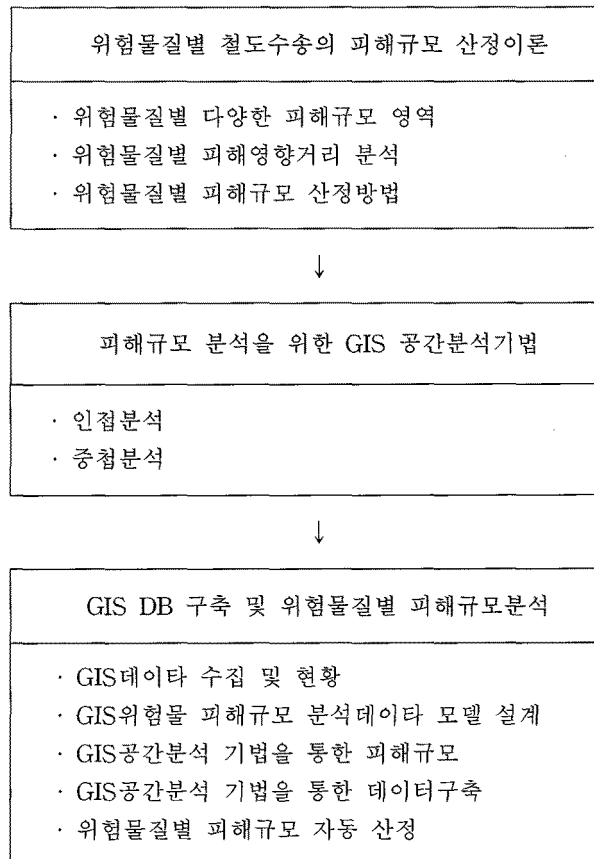 위험물질별 철도수송의 피해규모 산정이론
· 위험물질별 다양한 피해규모 영역
· 위험물질별 피해영향거리 분석
· 위험물질별 피해규모 산정방법
↓
피해규모 분석을 위한 GIS 공간분석기법
· 인접분석
· 중첩분석
↓
GIS DB 구축 및 위험물질별 피해규모분석
· GIS데이타 수집 및 현황
· GIS위험물 피해규모 분석데이타 모델 설계
· GIS공간분석 기법을 통한 피해규모
· GIS공간분석 기법을 통한 데이터구축
· 위험물질별 피해규모 자동 산정